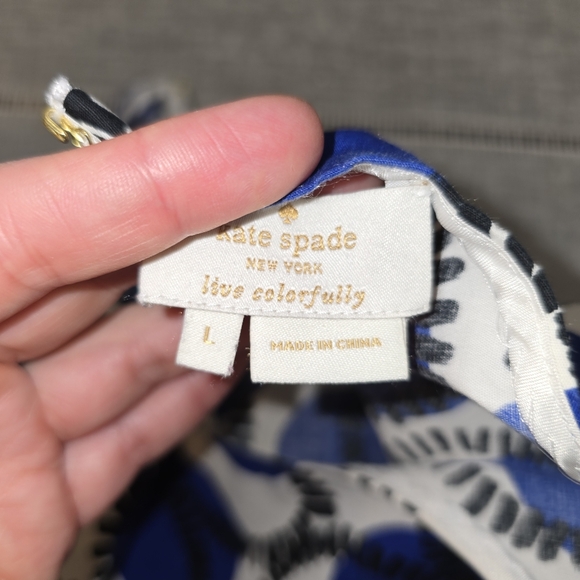 kate spade
NEW YORK
live colorfully
L
MADE IN CHINA